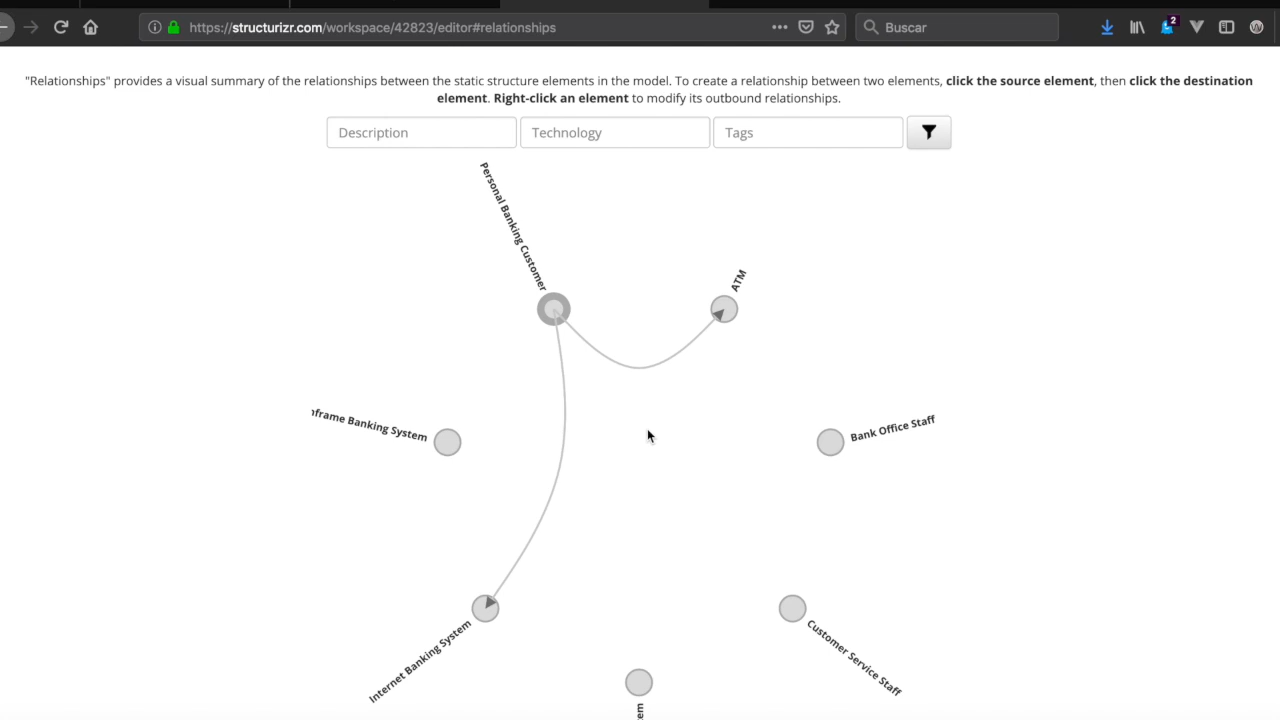 https://structurizr.com/workspace/42823/editor#relationships
Buscar
2
"Relationships" provides a visual summary of the relationships between the static structure elements in the model. To create a relationship between two elements, click the source element, then click the destination
element. Right-click an element to modify its outbound relationships.
Description
Technology
Tags
Personal Banking Customer
ATM
Banking System
Bank Office Staff
Internet Banking System
Customer Service Staff